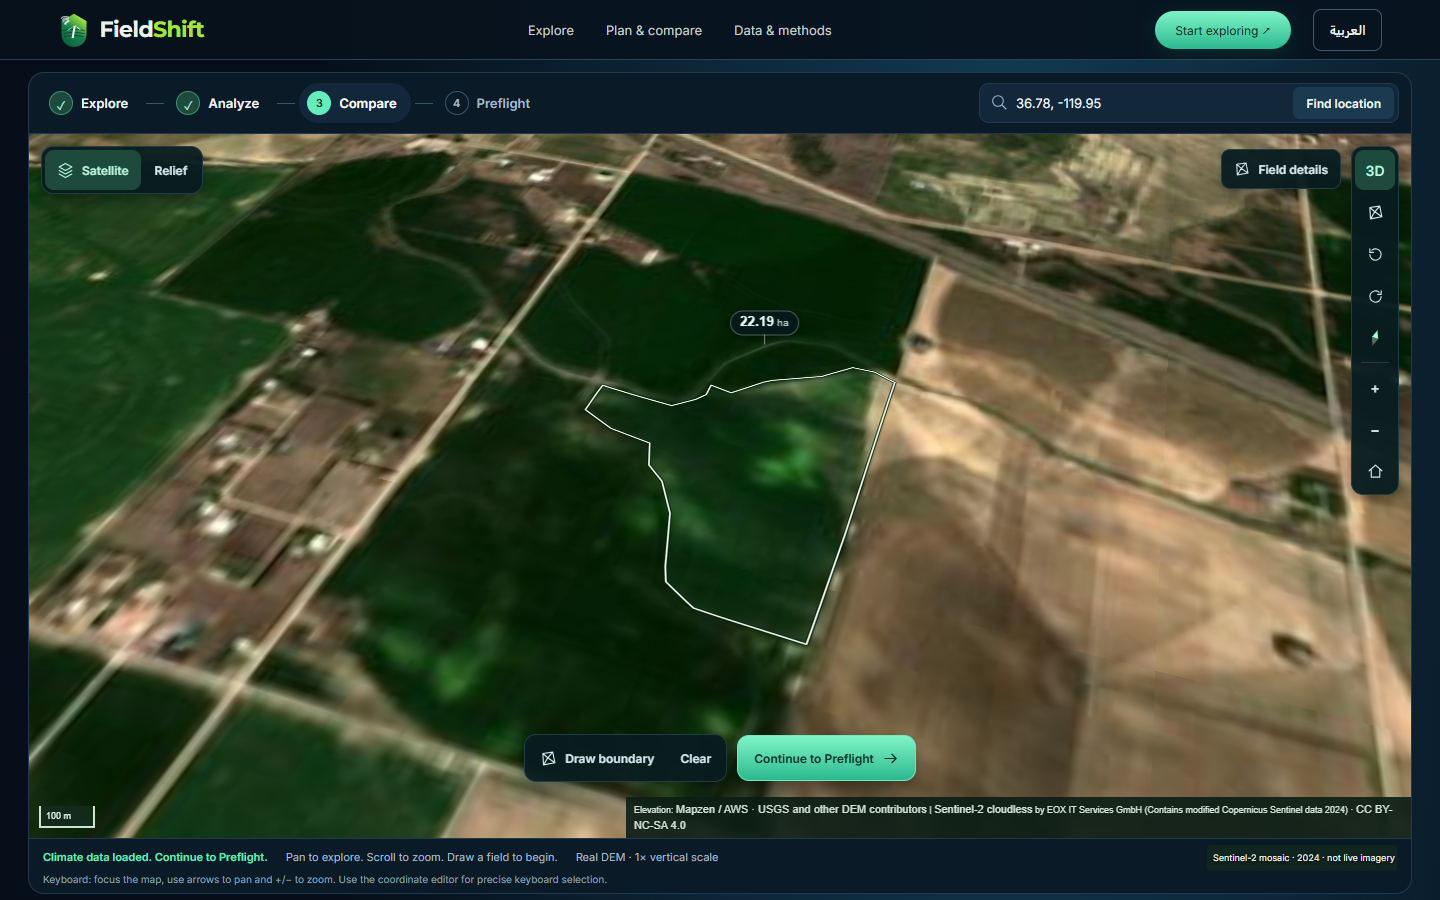 FieldShift
Explore
Plan & compare
Data & methods
Start exploring ↗
العربية
✓ Explore
✓ Analyze
3 Compare
4 Preflight
36.78, -119.95
Find location
Satellite
Relief
Field details
3D
22.19 ha
+
−
Draw boundary
Clear
Continue to Preflight →
100 m
Elevation: Mapzen / AWS · USGS and other DEM contributors | Sentinel-2 cloudless by EOX IT Services GmbH (Contains modified Copernicus Sentinel data 2024) · CC BY-
NC-SA 4.0
Climate data loaded. Continue to Preflight.
Pan to explore. Scroll to zoom. Draw a field to begin.
Real DEM · 1× vertical scale
Sentinel-2 mosaic · 2024 · not live imagery
Keyboard: focus the map, use arrows to pan and +/− to zoom. Use the coordinate editor for precise keyboard selection.